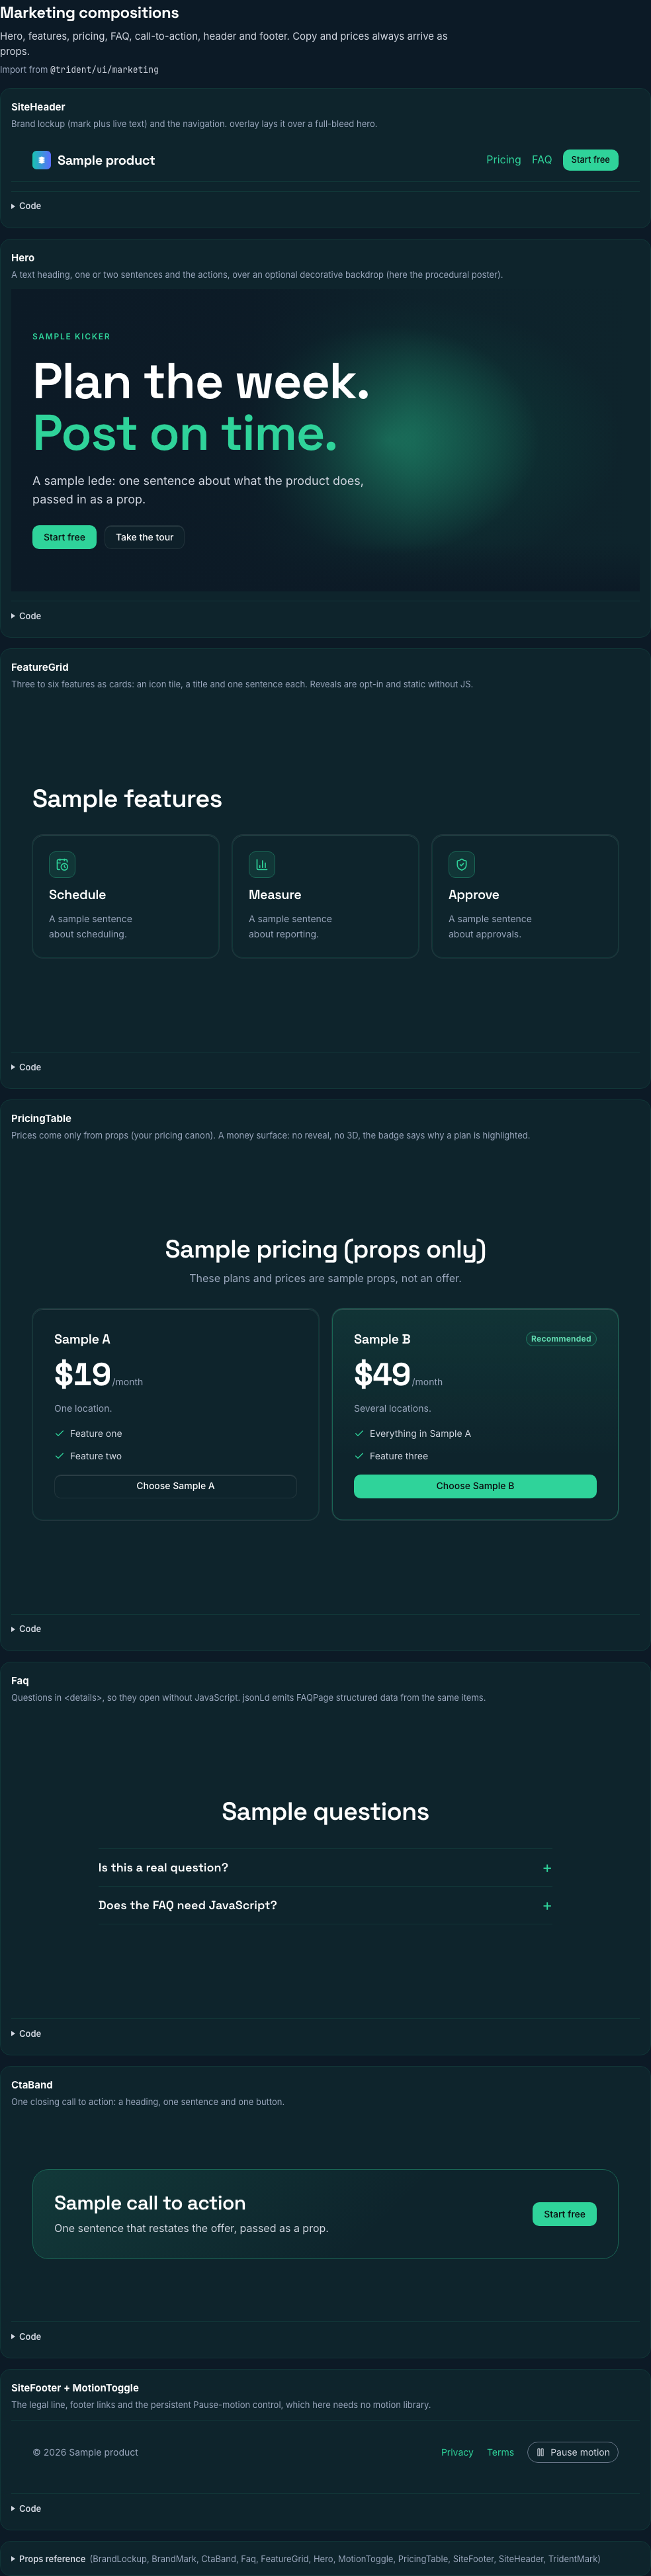 Marketing compositions
Hero, features, pricing, FAQ, call-to-action, header and footer. Copy and prices always arrive as
props.
Import from @trident/ui/marketing
SiteHeader
Brand lockup (mark plus live text) and the navigation. overlay lays it over a full-bleed hero.
Sample product
Pricing FAQ Start free
Code
Hero
A text heading, one or two sentences and the actions, over an optional decorative backdrop (here the procedural poster).
SAMPLE KICKER
Plan the week.
Post on time.
A sample lede: one sentence about what the product does,
passed in as a prop.
Start free Take the tour
Code
FeatureGrid
Three to six features as cards: an icon tile, a title and one sentence each. Reveals are opt-in and static without JS.
Sample features
Schedule
A sample sentence
about scheduling.
Measure
A sample sentence
about reporting.
Approve
A sample sentence
about approvals.
Code
PricingTable
Prices come only from props (your pricing canon). A money surface: no reveal, no 3D, the badge says why a plan is highlighted.
Sample pricing (props only)
These plans and prices are sample props, not an offer.
Sample A
$19/month
One location.
Feature one
Feature two
Choose Sample A
Sample B Recommended
$49/month
Several locations.
Everything in Sample A
Feature three
Choose Sample B
Code
Faq
Questions in <details>, so they open without JavaScript. jsonLd emits FAQPage structured data from the same items.
Sample questions
Is this a real question? +
Does the FAQ need JavaScript? +
Code
CtaBand
One closing call to action: a heading, one sentence and one button.
Sample call to action
One sentence that restates the offer, passed as a prop.
Start free
Code
SiteFooter + MotionToggle
The legal line, footer links and the persistent Pause-motion control, which here needs no motion library.
© 2026 Sample product
Privacy Terms Pause motion
Code
Props reference (BrandLockup, BrandMark, CtaBand, Faq, FeatureGrid, Hero, MotionToggle, PricingTable, SiteFooter, SiteHeader, TridentMark)